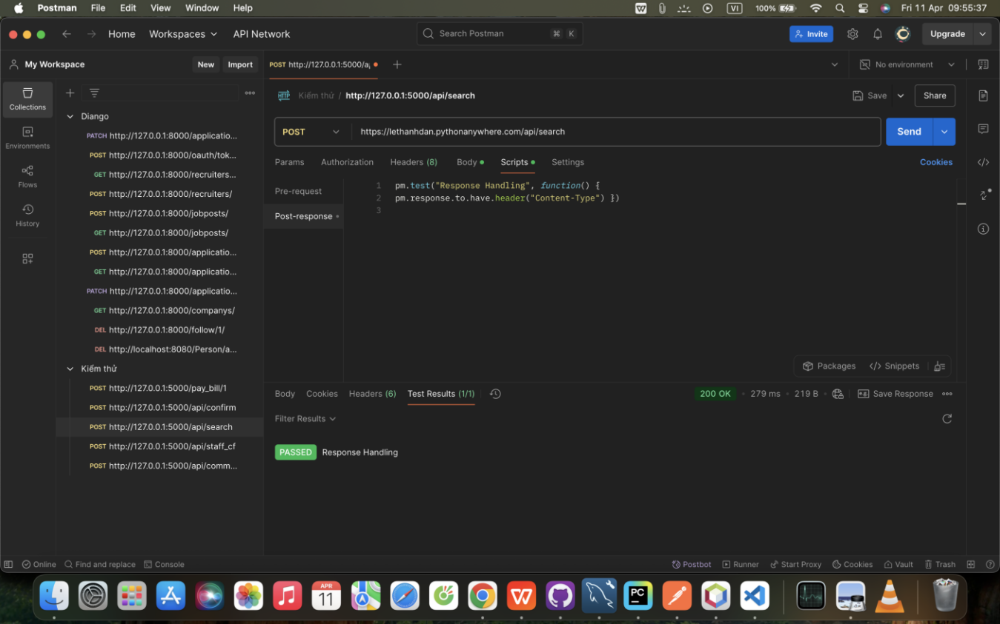 Postman File Edit View Window Help
VI 100% Fri 11 Apr 09:55:37
Home Workspaces API Network
Search Postman ⌘ K
Invite
Upgrade
My Workspace New Import
POST http://127.0.0.1:5000/a
No environment
Collections
Environments
Flows
History
Diango
PATCH http://127.0.0.1:8000/applicatio...
POST http://127.0.0.1:8000/oauth/tok...
GET http://127.0.0.1:8000/recruiters...
POST http://127.0.0.1:8000/recruiters/
POST http://127.0.0.1:8000/jobposts/
GET http://127.0.0.1:8000/jobposts/
POST http://127.0.0.1:8000/applicatio...
GET http://127.0.0.1:8000/applicatio...
PATCH http://127.0.0.1:8000/applicatio...
GET http://127.0.0.1:8000/companys/
DEL http://127.0.0.1:8000/follow/1/
DEL http://localhost:8080/Person/a...
Kiểm thử
POST http://127.0.0.1:5000/pay_bill/1
POST http://127.0.0.1:5000/api/confirm
POST http://127.0.0.1:5000/api/search
POST http://127.0.0.1:5000/api/staff_cf
POST http://127.0.0.1:5000/api/comm...
HTTP Kiểm thử / http://127.0.0.1:5000/api/search
Save Share
POST https://lethanhdan.pythonanywhere.com/api/search
Send
Params Authorization Headers (8) Body Scripts Settings
Cookies
Pre-request
Post-response
1 pm.test("Response Handling", function() {
2 pm.response.to.have.header("Content-Type") })
3
Packages </> Snippets
Body Cookies Headers (6) Test Results (1/1)
200 OK 279 ms 219 B Save Response
Filter Results
PASSED Response Handling
Online Find and replace Console
Postbot Runner Start Proxy Cookies Vault Trash
APR
11
PC